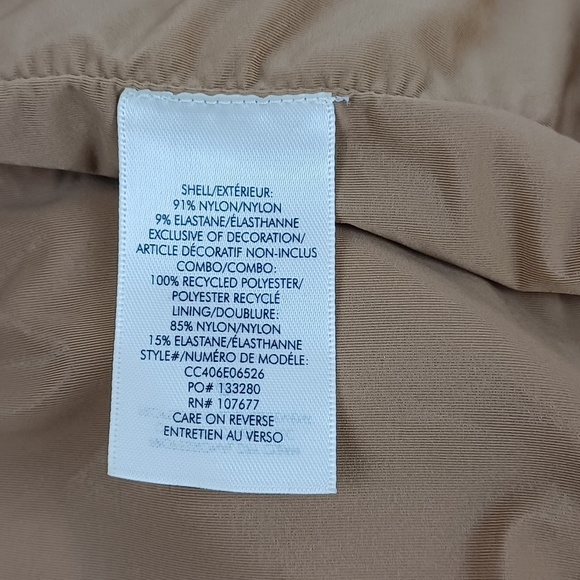 SHELL/EXTÉRIEUR:
91% NYLON/NYLON
9% ELASTANE/ÉLASTHANNE
EXCLUSIVE OF DECORATION/
ARTICLE DÉCORATIF NON-INCLUS
COMBO/COMBO:
100% RECYCLED POLYESTER/
POLYESTER RECYCLÉ
LINING/DOUBLURE:
85% NYLON/NYLON
15% ELASTANE/ÉLASTHANNE
STYLE#/NUMÉRO DE MODÉLE:
CC406E06526
PO# 133280
RN# 107677
CARE ON REVERSE
ENTRETIEN AU VERSO